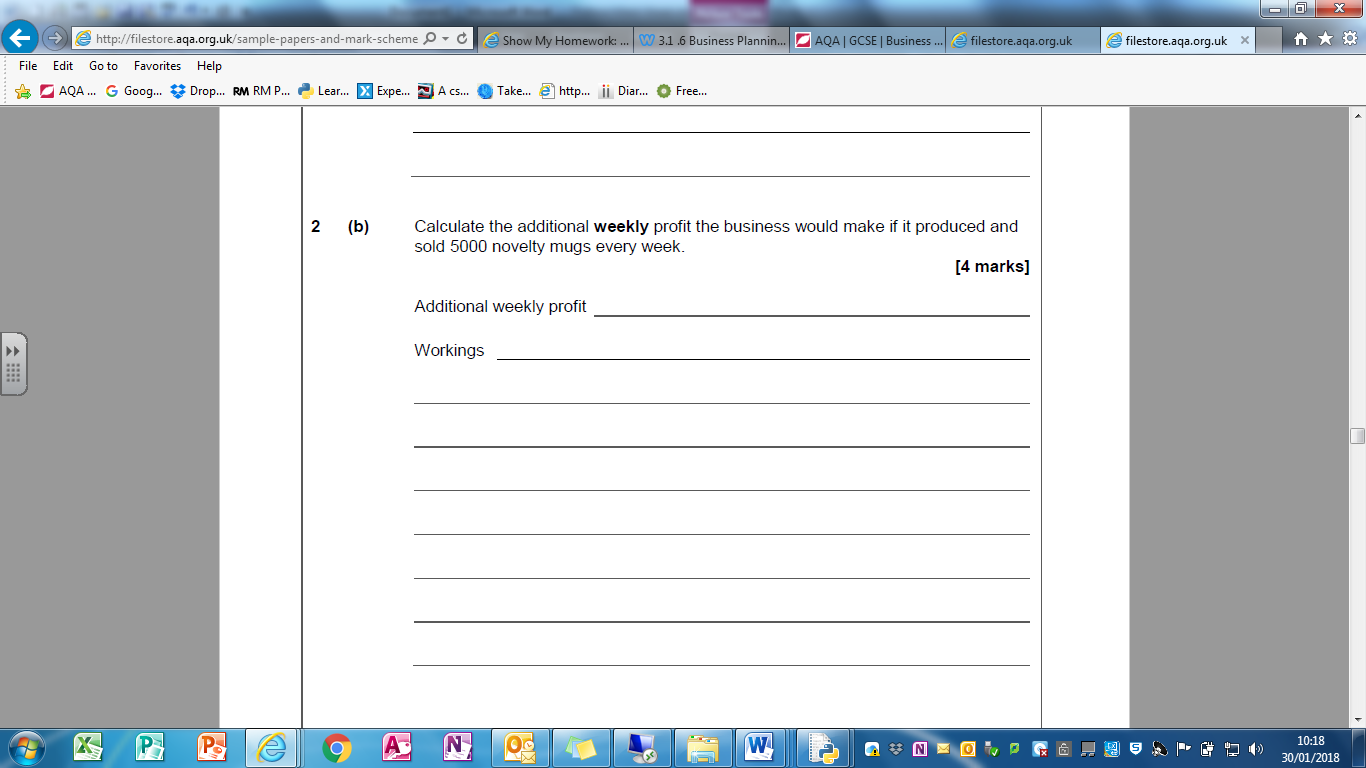 http://filestore.aqa.org.uk/sample-papers-and-mark-scheme
Show My Homework: ...
3.1 .6 Business Plannin...
AQA | GCSE | Business ...
filestore.aqa.org.uk
filestore.aqa.org.uk
File Edit Go to Favorites Help
AQA ... Goog... Drop... RM RM P... Lear... Expe... A cs... Take... http... Diar... Free...
2 (b) Calculate the additional weekly profit the business would make if it produced and
sold 5000 novelty mugs every week.
[4 marks]
Additional weekly profit
Workings
10:18
30/01/2018